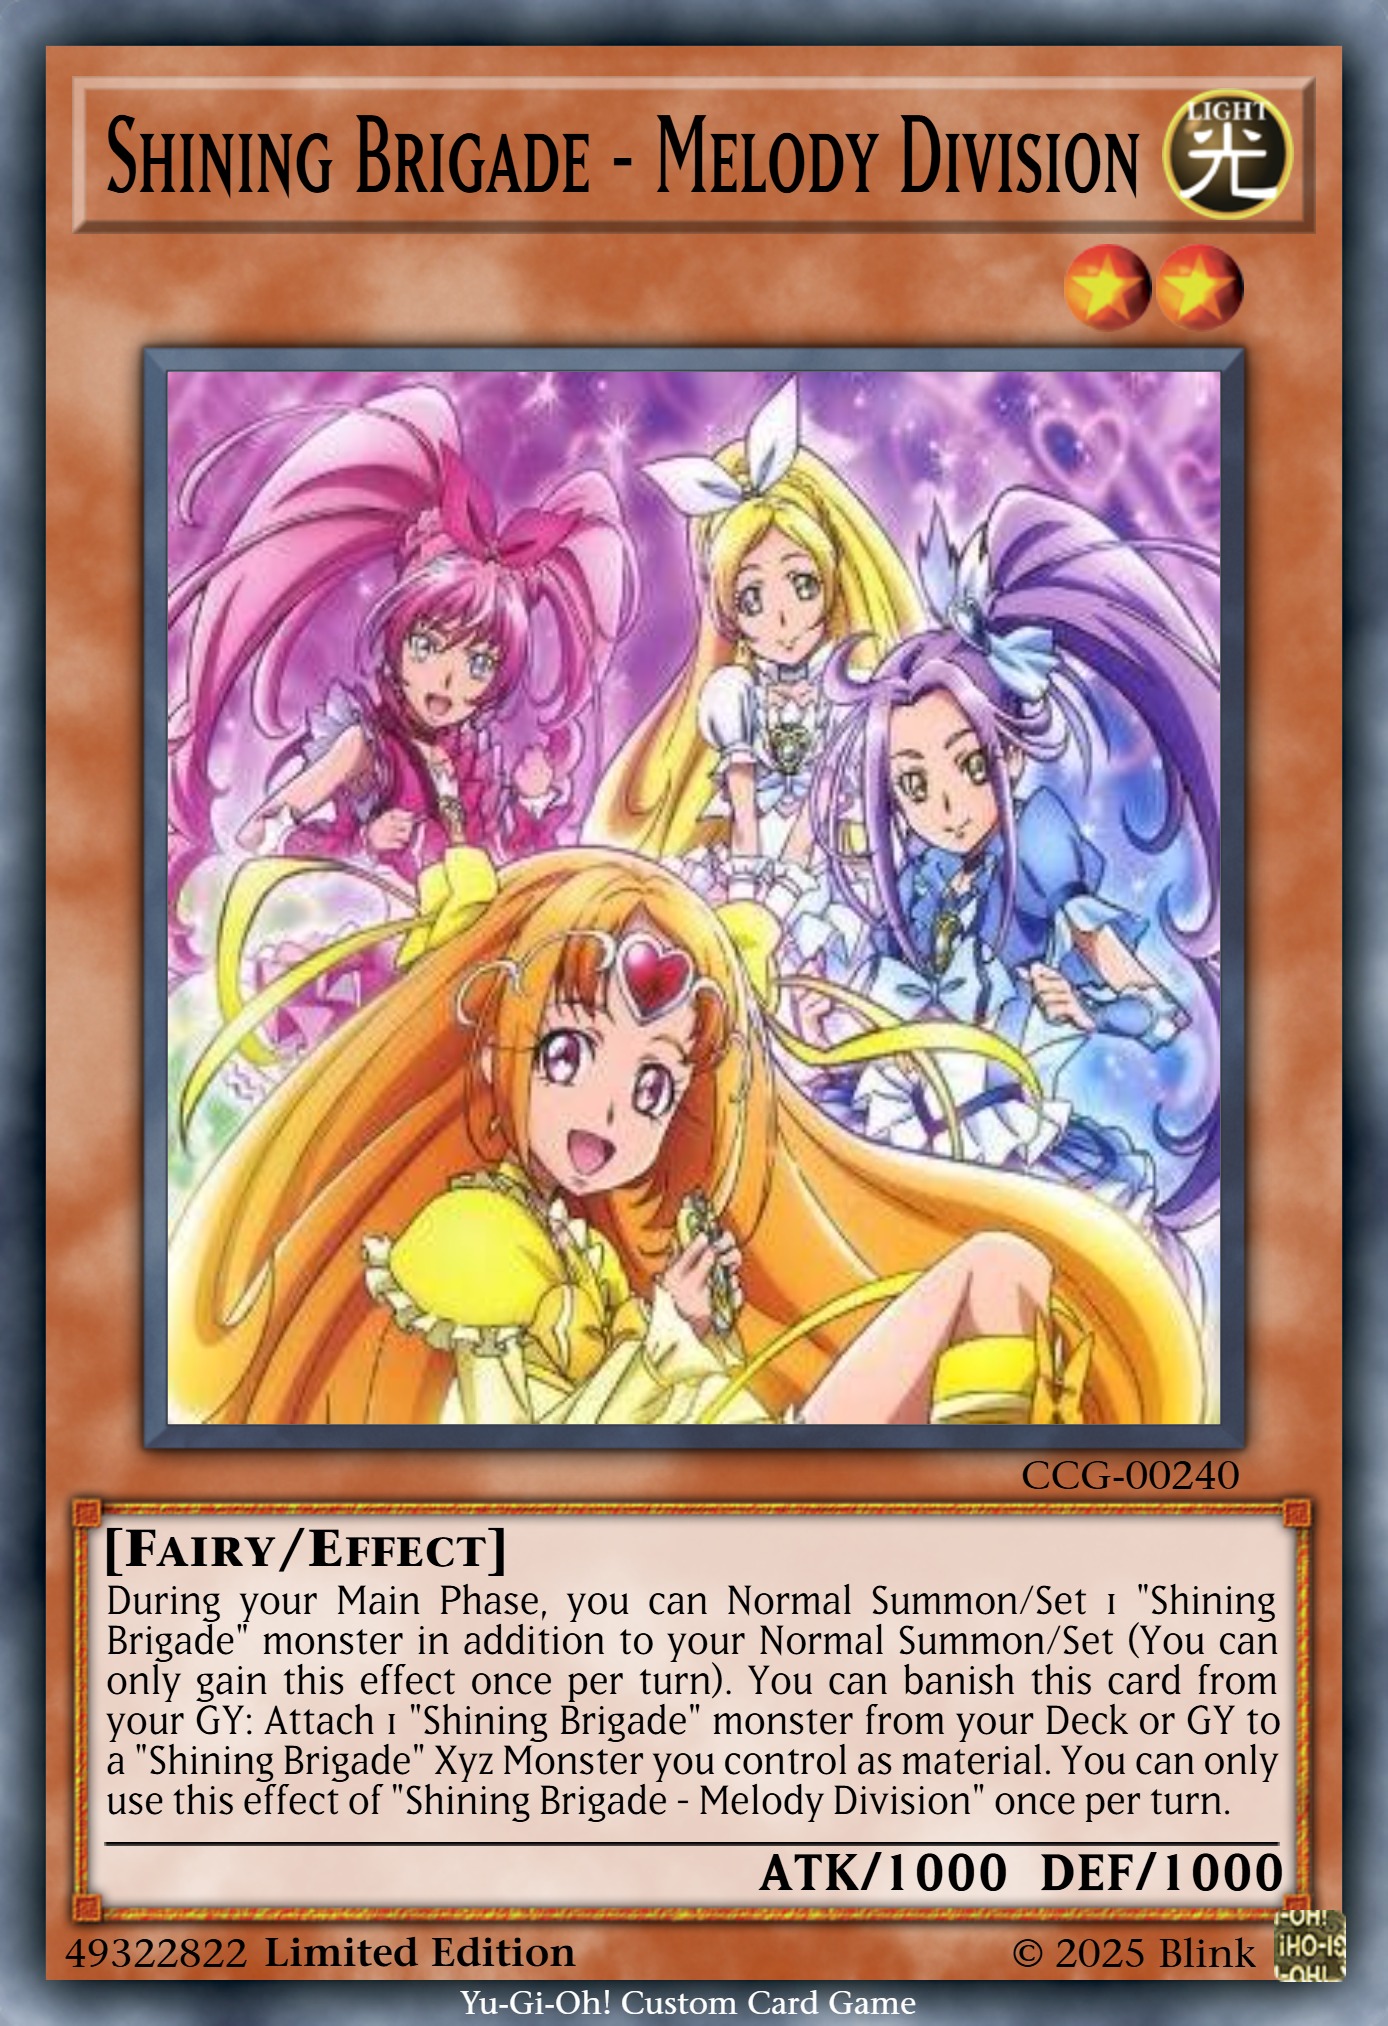 Shining Brigade - Melody Division
LIGHT
光
CCG-00240
[Fairy/Effect]
During your Main Phase, you can Normal Summon/Set 1 "Shining
Brigade" monster in addition to your Normal Summon/Set (You can
only gain this effect once per turn). You can banish this card from
your GY: Attach 1 "Shining Brigade" monster from your Deck or GY to
a "Shining Brigade" Xyz Monster you control as material. You can only
use this effect of "Shining Brigade - Melody Division" once per turn.
ATK/1000 DEF/1000
49322822 Limited Edition
© 2025 Blink
Yu-Gi-Oh! Custom Card Game